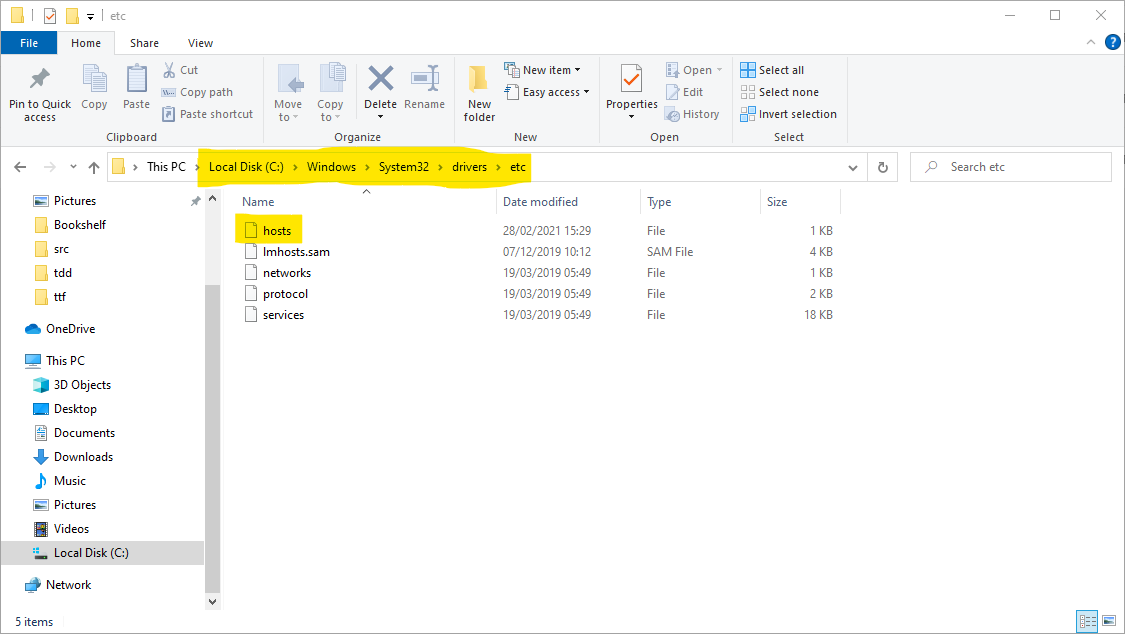 etc
File Home Share View
Pin to Quick access
Copy
Paste
Cut
Copy path
Paste shortcut
Clipboard
Move to
Copy to
Delete
Rename
Organize
New folder
New item
Easy access
New
Properties
Open
Edit
History
Open
Select all
Select none
Invert selection
Select
This PC > Local Disk (C:) > Windows > System32 > drivers > etc
Search etc
Pictures
Bookshelf
src
tdd
ttf
OneDrive
This PC
3D Objects
Desktop
Documents
Downloads
Music
Pictures
Videos
Local Disk (C:)
Network
Name Date modified Type Size
hosts 28/02/2021 15:29 File 1 KB
lmhosts.sam 07/12/2019 10:12 SAM File 4 KB
networks 19/03/2019 05:49 File 1 KB
protocol 19/03/2019 05:49 File 2 KB
services 19/03/2019 05:49 File 18 KB
5 items